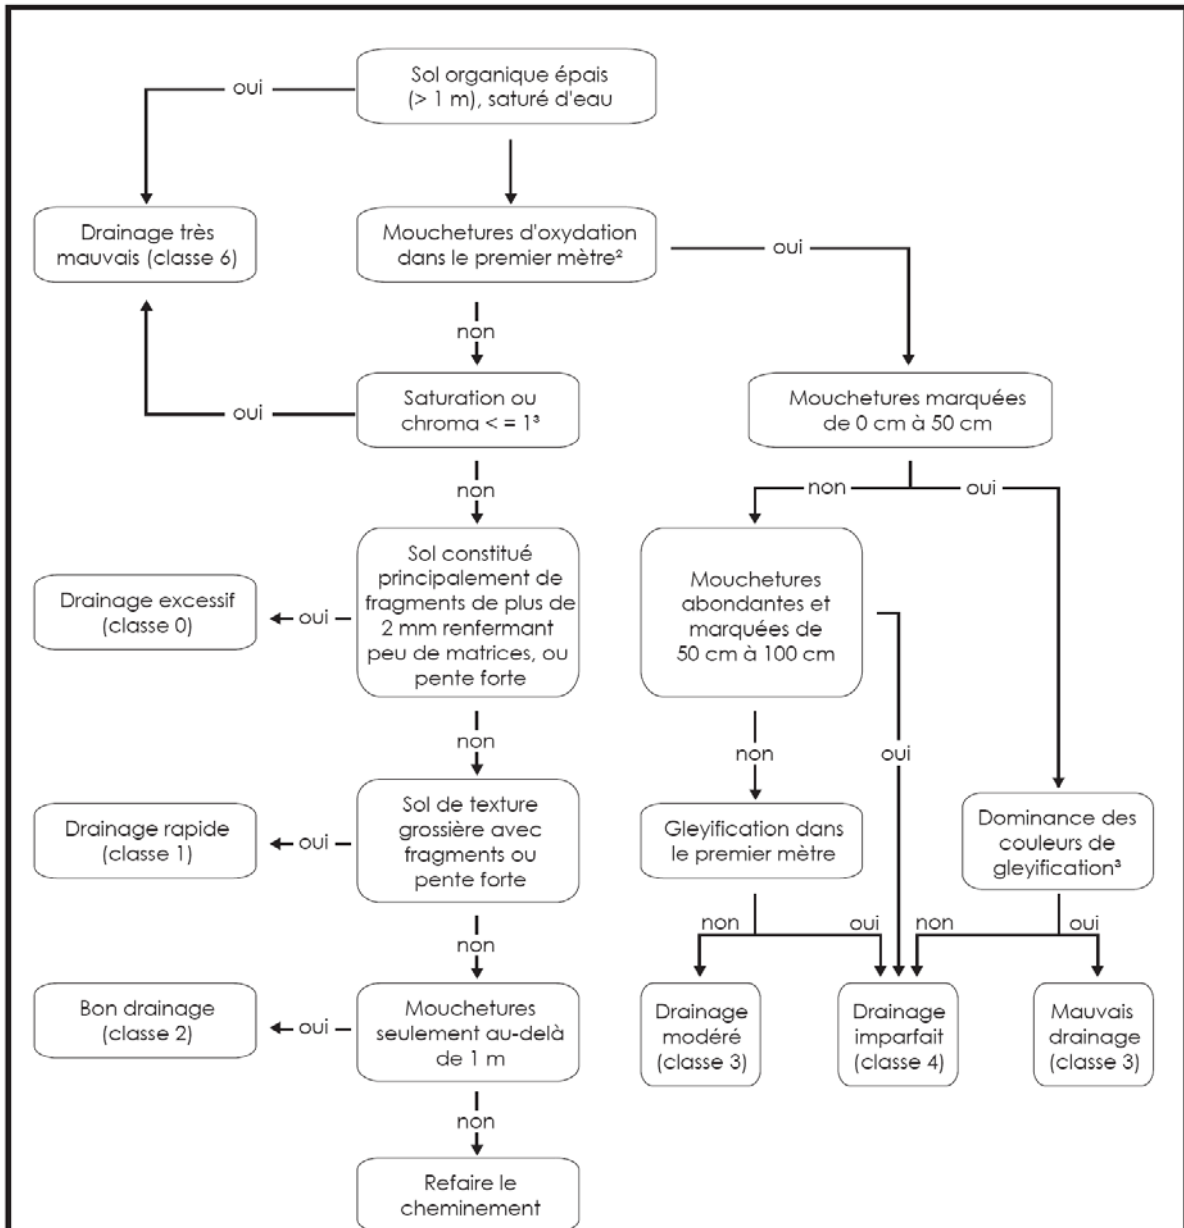 Sol organique épais
(> 1 m), saturé d'eau
oui
Drainage très
mauvais (classe 6)
Mouchetures d'oxydation
dans le premier mètre²
oui
non
Saturation ou
chroma < = 1³
oui
Mouchetures marquées
de 0 cm à 50 cm
non
non
oui
Sol constitué
principalement de
fragments de plus de
2 mm renfermant
peu de matrices, ou
pente forte
oui
Drainage excessif
(classe 0)
Mouchetures
abondantes et
marquées de
50 cm à 100 cm
non
non
oui
Sol de texture
grossière avec
fragments ou
pente forte
oui
Drainage rapide
(classe 1)
Gleyification dans
le premier mètre
Dominance des
couleurs de
gleyification³
non
non
oui
non
oui
Mouchetures
seulement au-delà
de 1 m
oui
Bon drainage
(classe 2)
Drainage
modéré
(classe 3)
Drainage
imparfait
(classe 4)
Mauvais
drainage
(classe 3)
non
Refaire le
cheminement